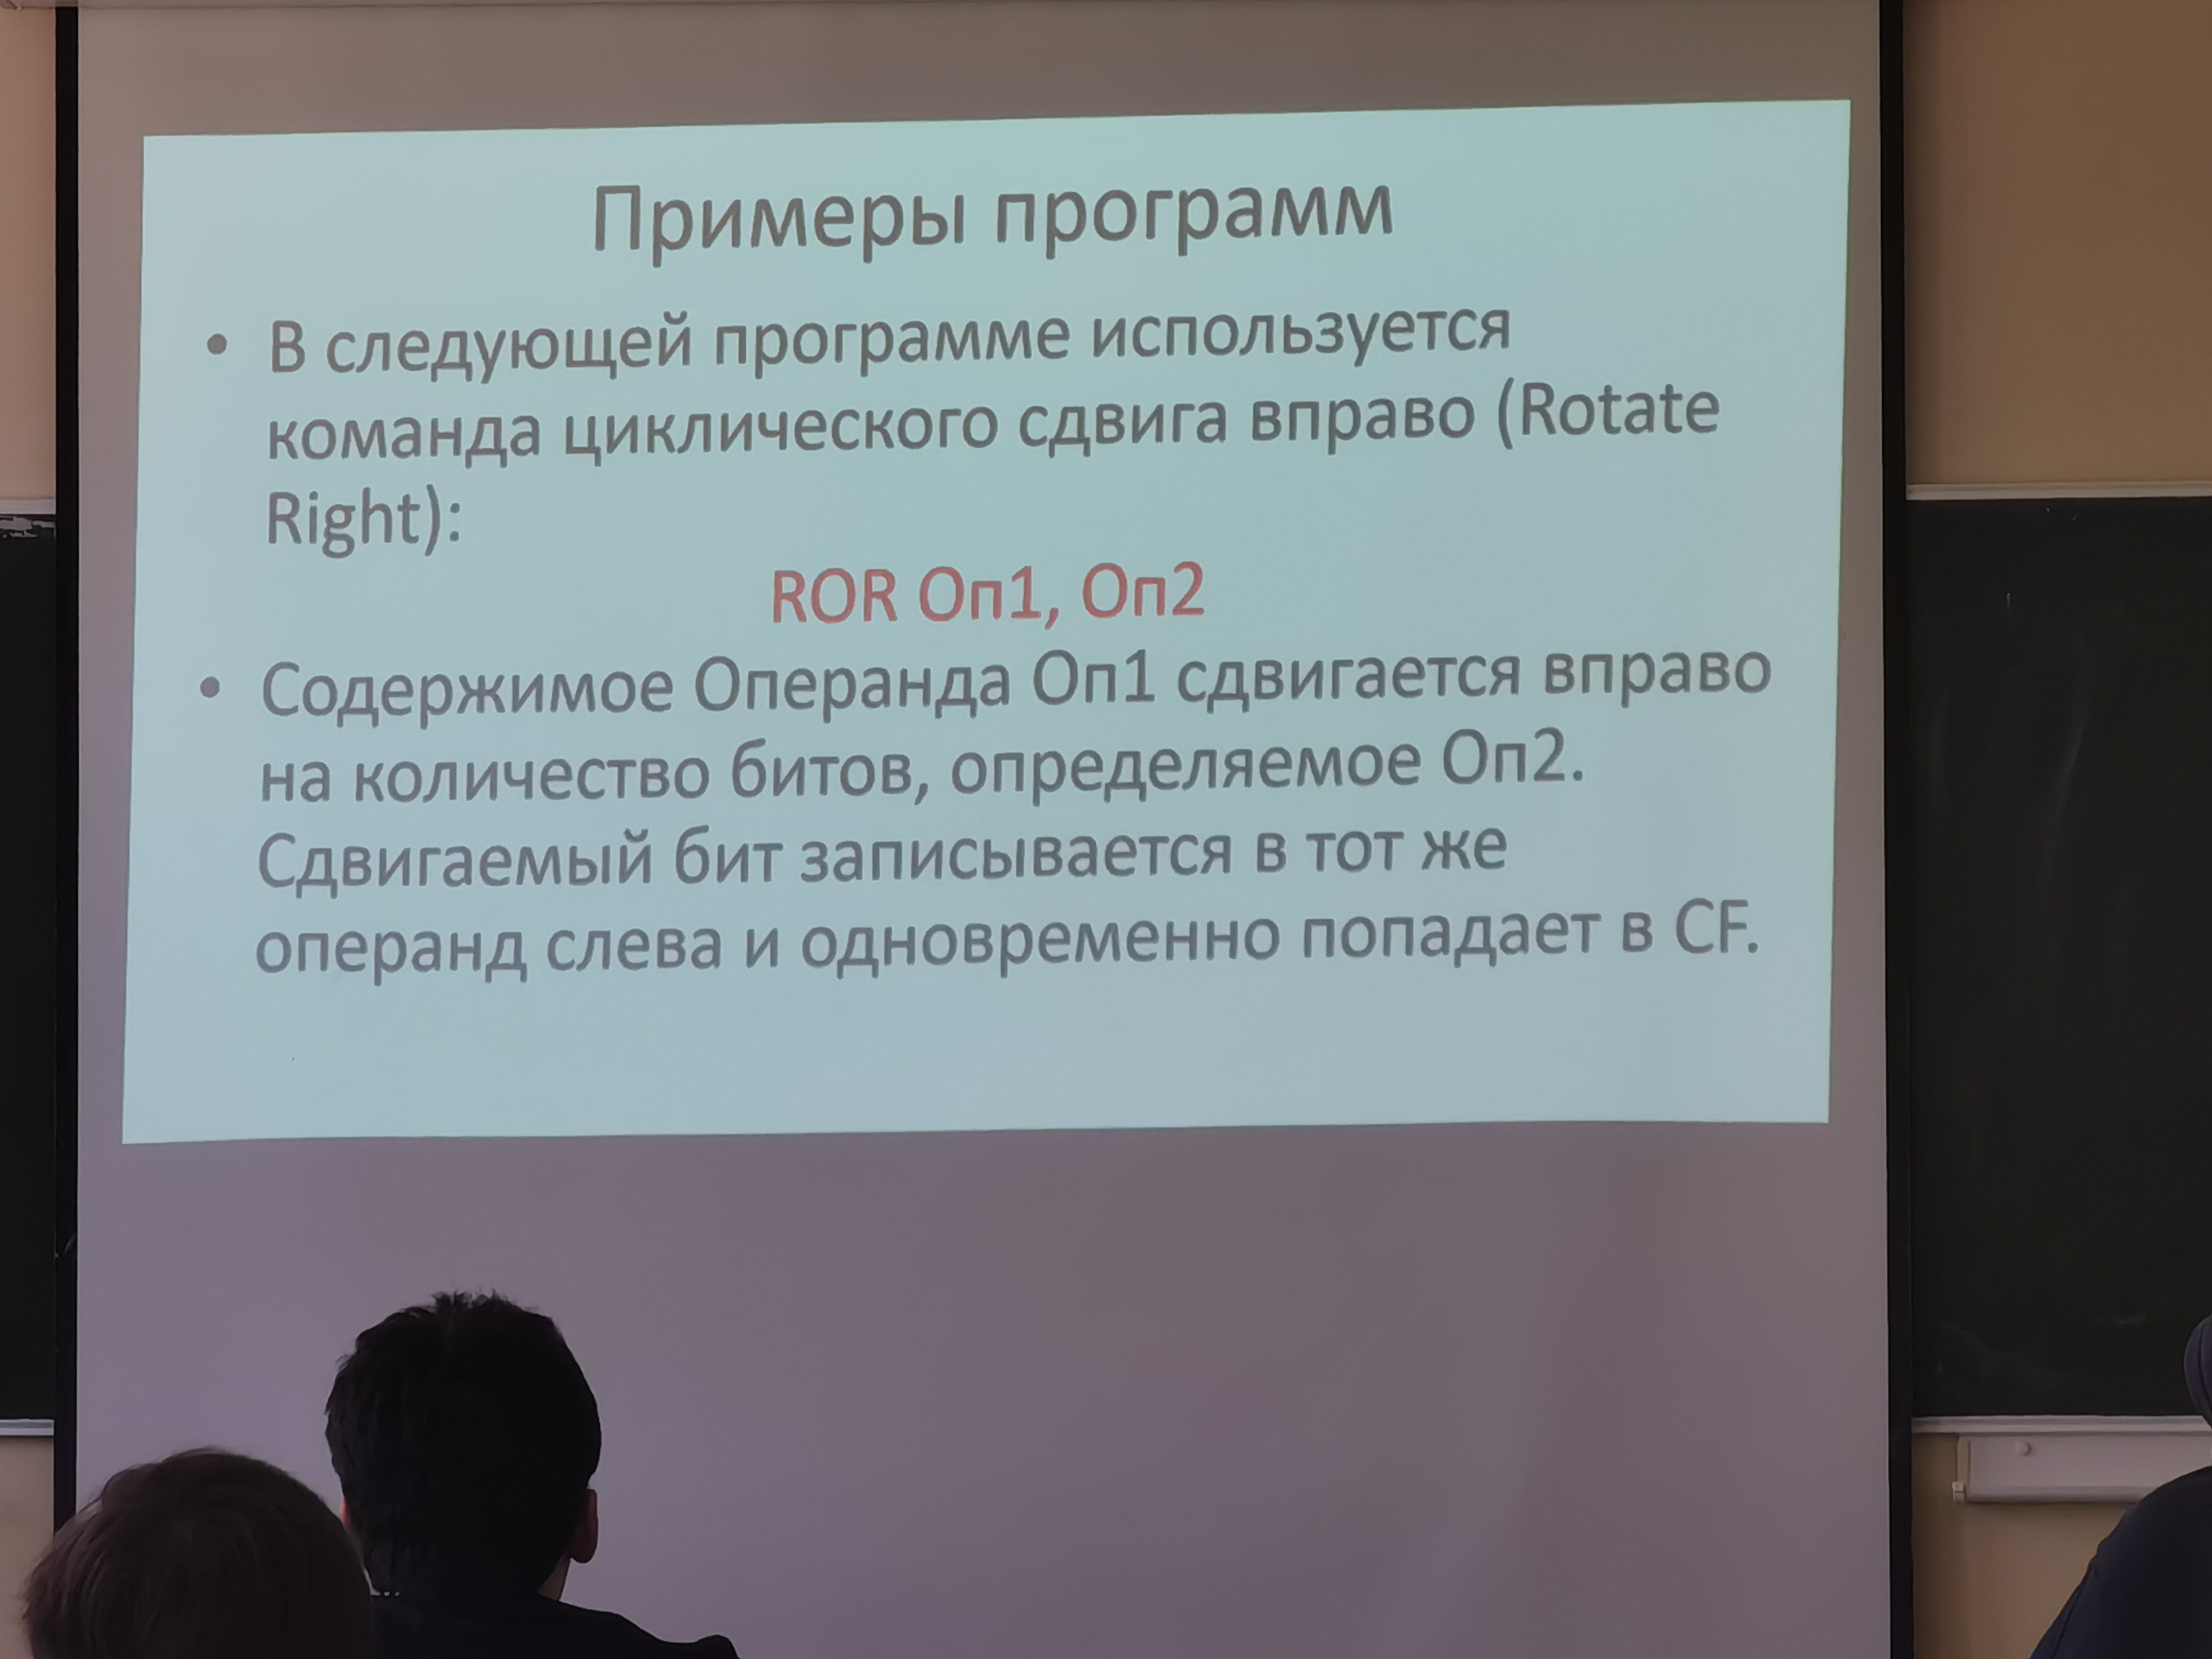 Примеры программ
• В следующей программе используется
команда циклического сдвига вправо (Rotate
Right):
ROR Оп1, Оп2
• Содержимое Операнда Оп1 сдвигается вправо
на количество битов, определяемое Оп2.
Сдвигаемый бит записывается в тот же
операнд слева и одновременно попадает в CF.